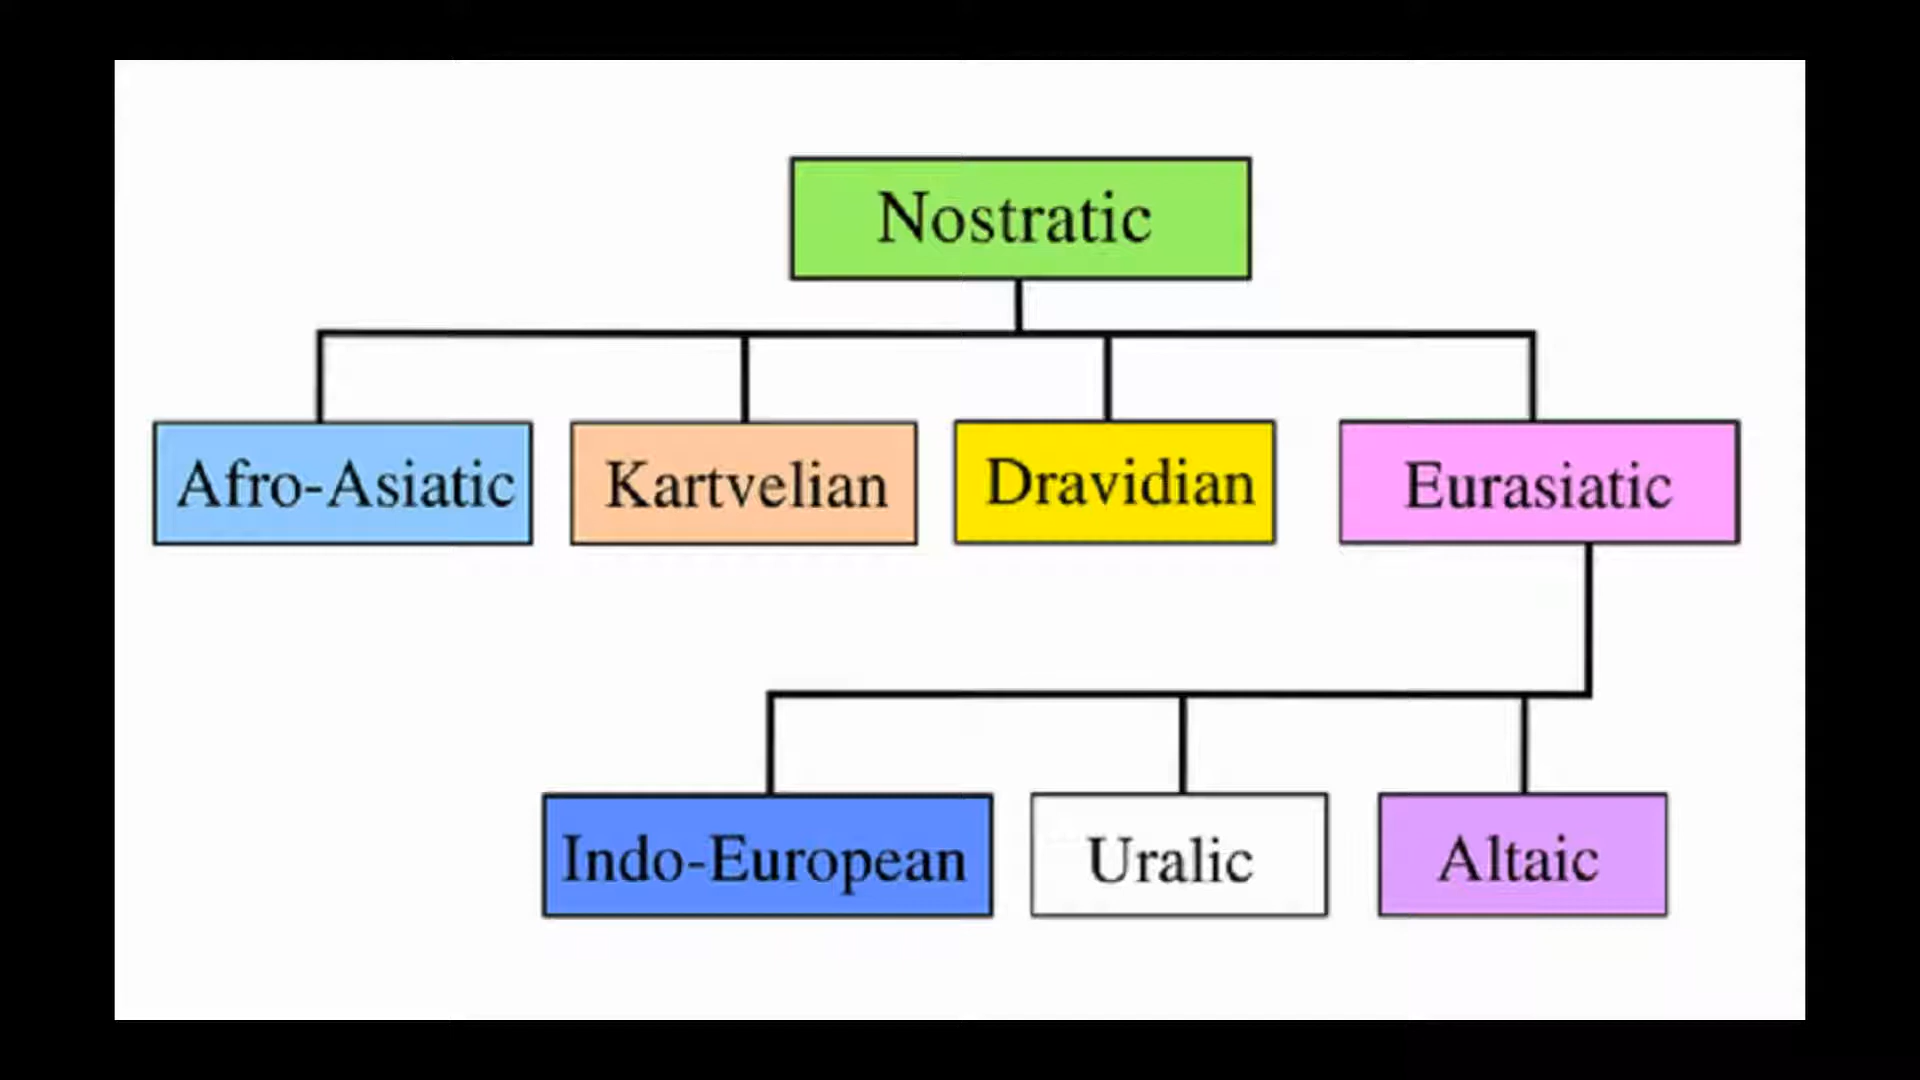 Nostratic
Afro-Asiatic
Kartvelian
Dravidian
Eurasiatic
Indo-European
Uralic
Altaic